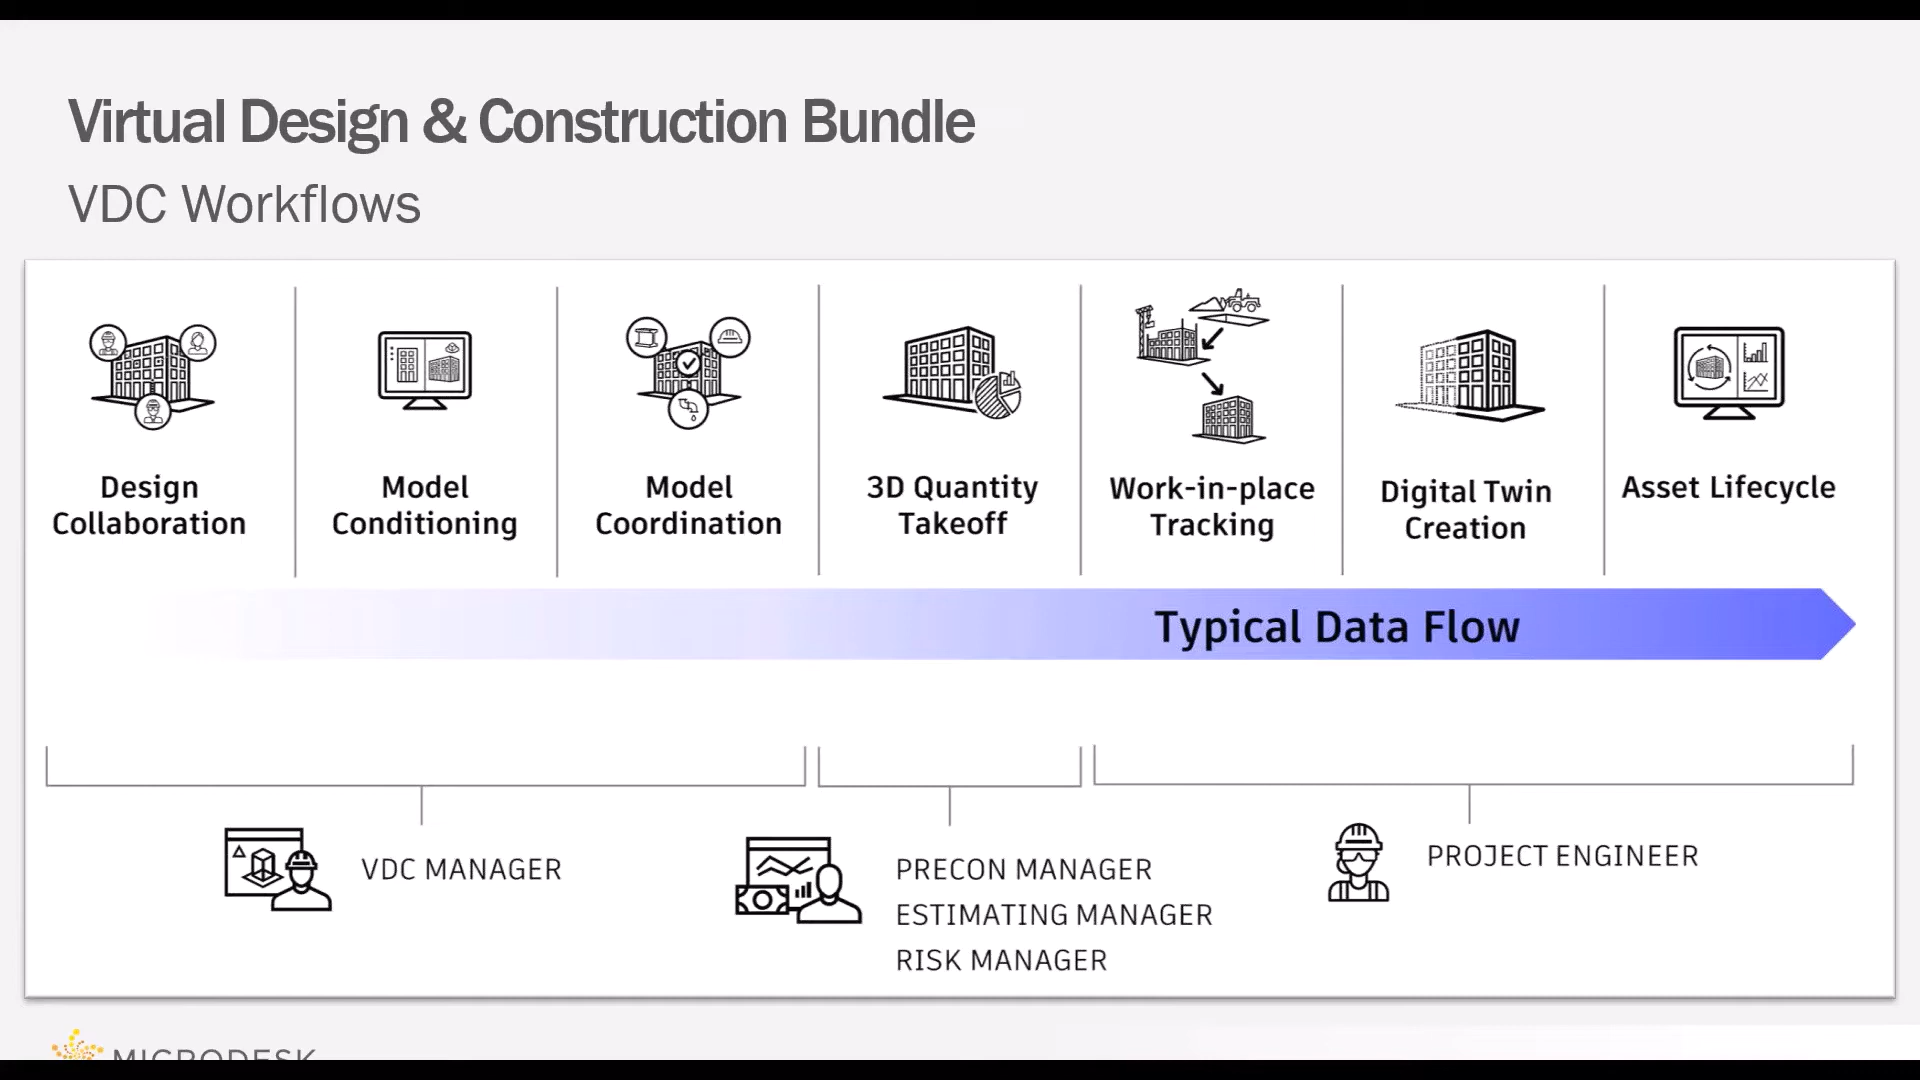 Virtual Design & Construction Bundle
VDC Workflows
Design
Collaboration
Model
Conditioning
Model
Coordination
3D Quantity
Takeoff
Work-in-place
Tracking
Digital Twin
Creation
Asset Lifecycle
Typical Data Flow
VDC MANAGER
PRECON MANAGER
ESTIMATING MANAGER
RISK MANAGER
PROJECT ENGINEER
MICRODESK